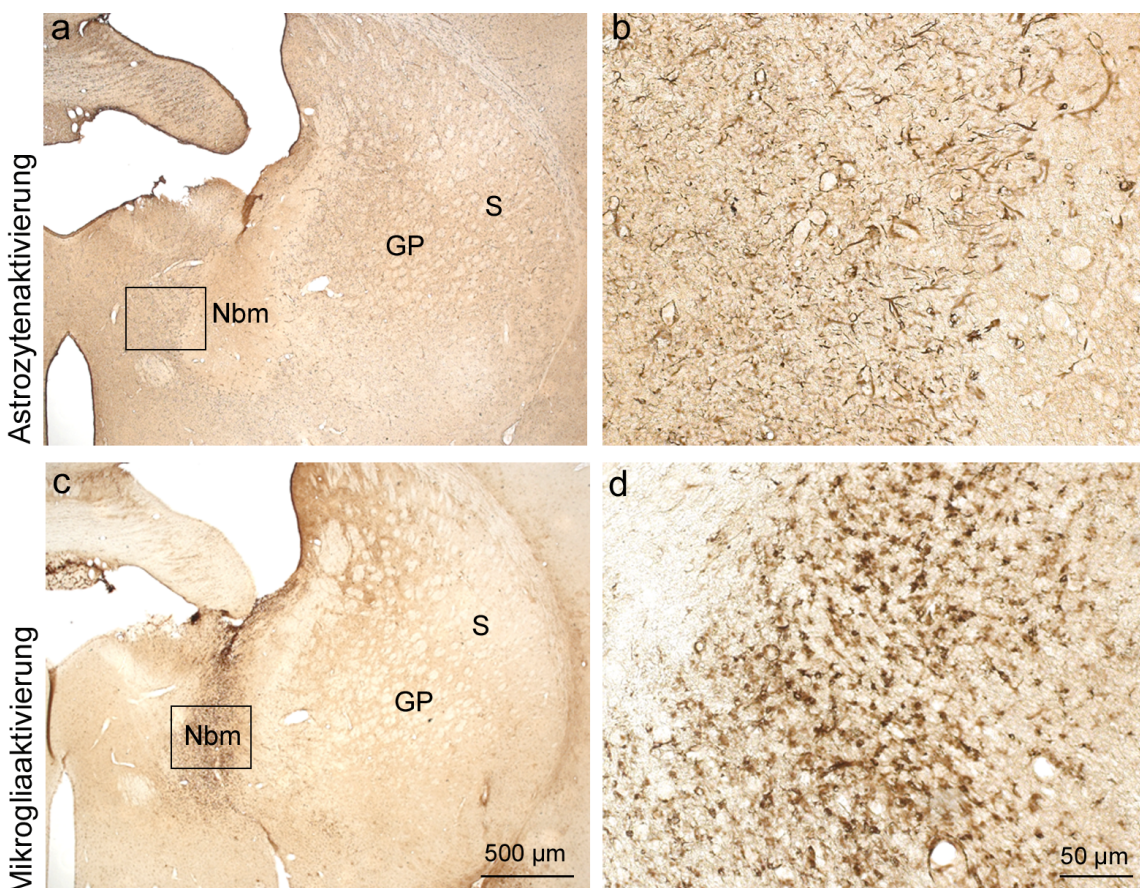 Astrozytenaktivierung
a
S
GP
Nbm
b
Mikrogliaaktivierung
c
S
GP
Nbm
500 µm
d
50 µm